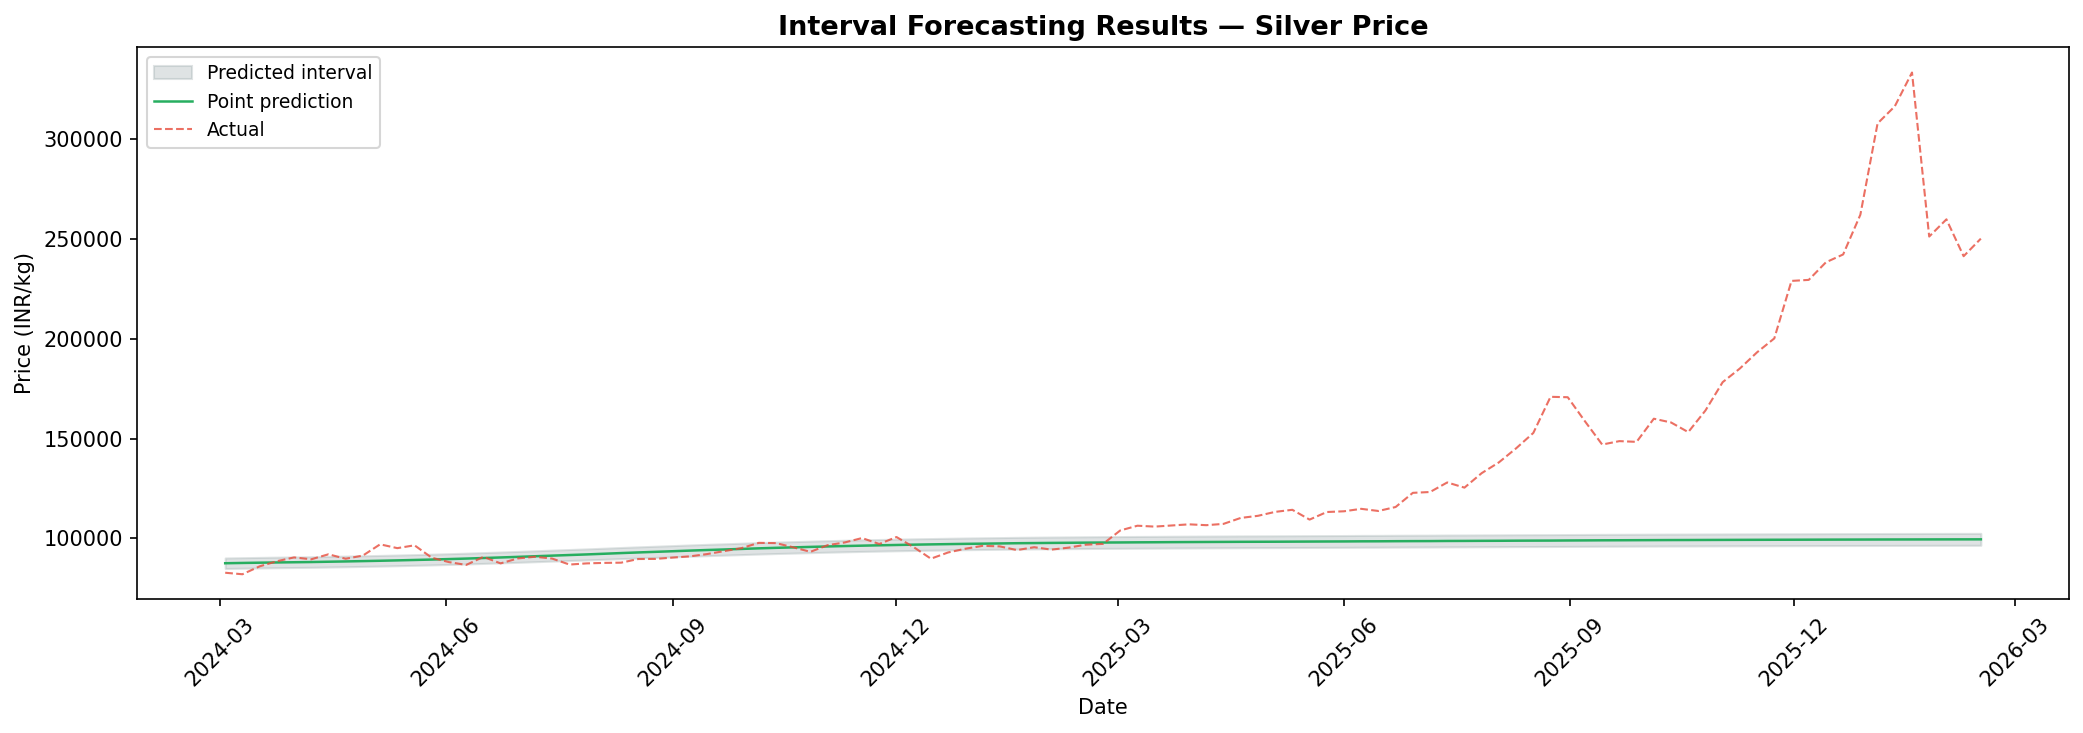 Interval Forecasting Results — Silver Price
Predicted interval
Point prediction
Actual
Price (INR/kg)
300000
250000
200000
150000
100000
2024-03
2024-06
2024-09
2024-12
2025-03
2025-06
2025-09
2025-12
2026-03
Date